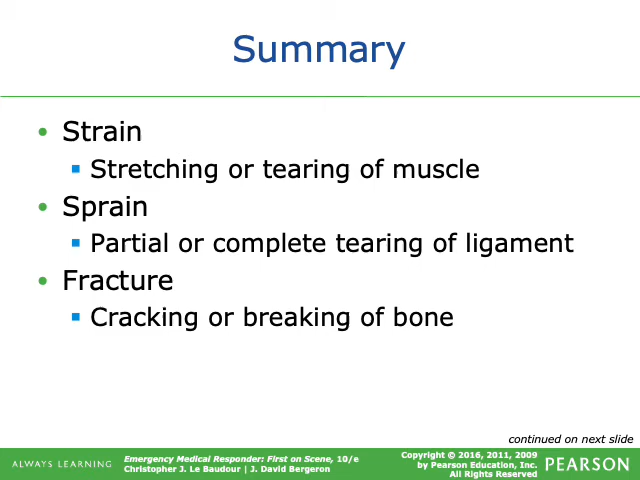 Summary
• Strain
▪ Stretching or tearing of muscle
• Sprain
▪ Partial or complete tearing of ligament
• Fracture
▪ Cracking or breaking of bone
continued on next slide
ALWAYS LEARNING
Emergency Medical Responder: First on Scene, 10/e
Christopher J. Le Baudour | J. David Bergeron
Copyright © 2016, 2011, 2009
by Pearson Education, Inc.
All Rights Reserved
PEARSON